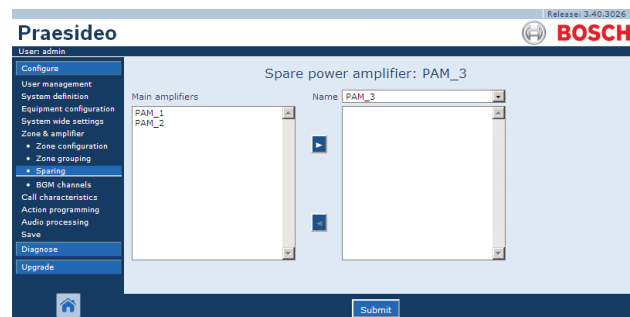 Release: 3.40.3026
Praesideo
BOSCH
User: admin
Configure
User management
System definition
Equipment configuration
System wide settings
Zone & amplifier
• Zone configuration
• Zone grouping
• Sparing
• BGM channels
Call characteristics
Action programming
Audio processing
Save
Diagnose
Upgrade
Spare power amplifier: PAM_3
Main amplifiers
Name PAM_3
PAM_1
PAM_2
Submit